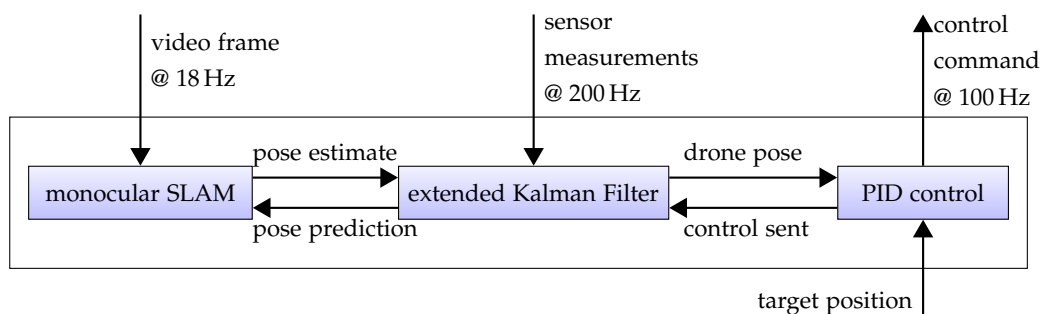 video frame
@ 18 Hz
sensor
measurements
@ 200 Hz
control
command
@ 100 Hz
monocular SLAM
pose estimate
pose prediction
extended Kalman Filter
drone pose
control sent
PID control
target position